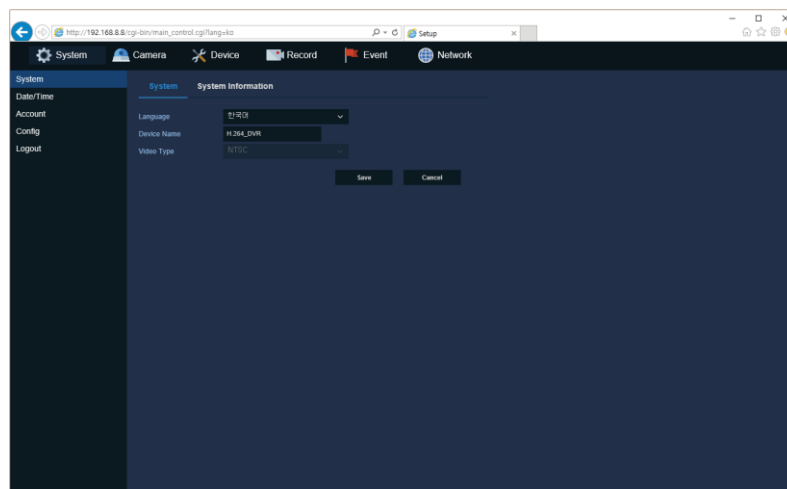 http://192.168.8.8/cgi-bin/main_control.cgi?lang=ko
Setup
System Camera Device Record Event Network
System
Date/Time
Account
Config
Logout
System System Information
Language 한국어
Device Name H.264_DVR
Video Type NTSC
Save Cancel